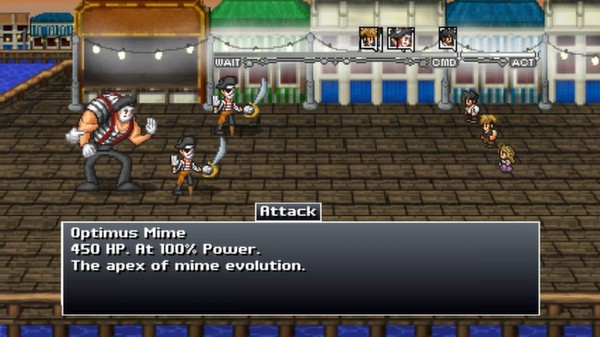 WAIT
CMD
ACT
Attack
Optimus Mime
450 HP. At 100% Power.
The apex of mime evolution.